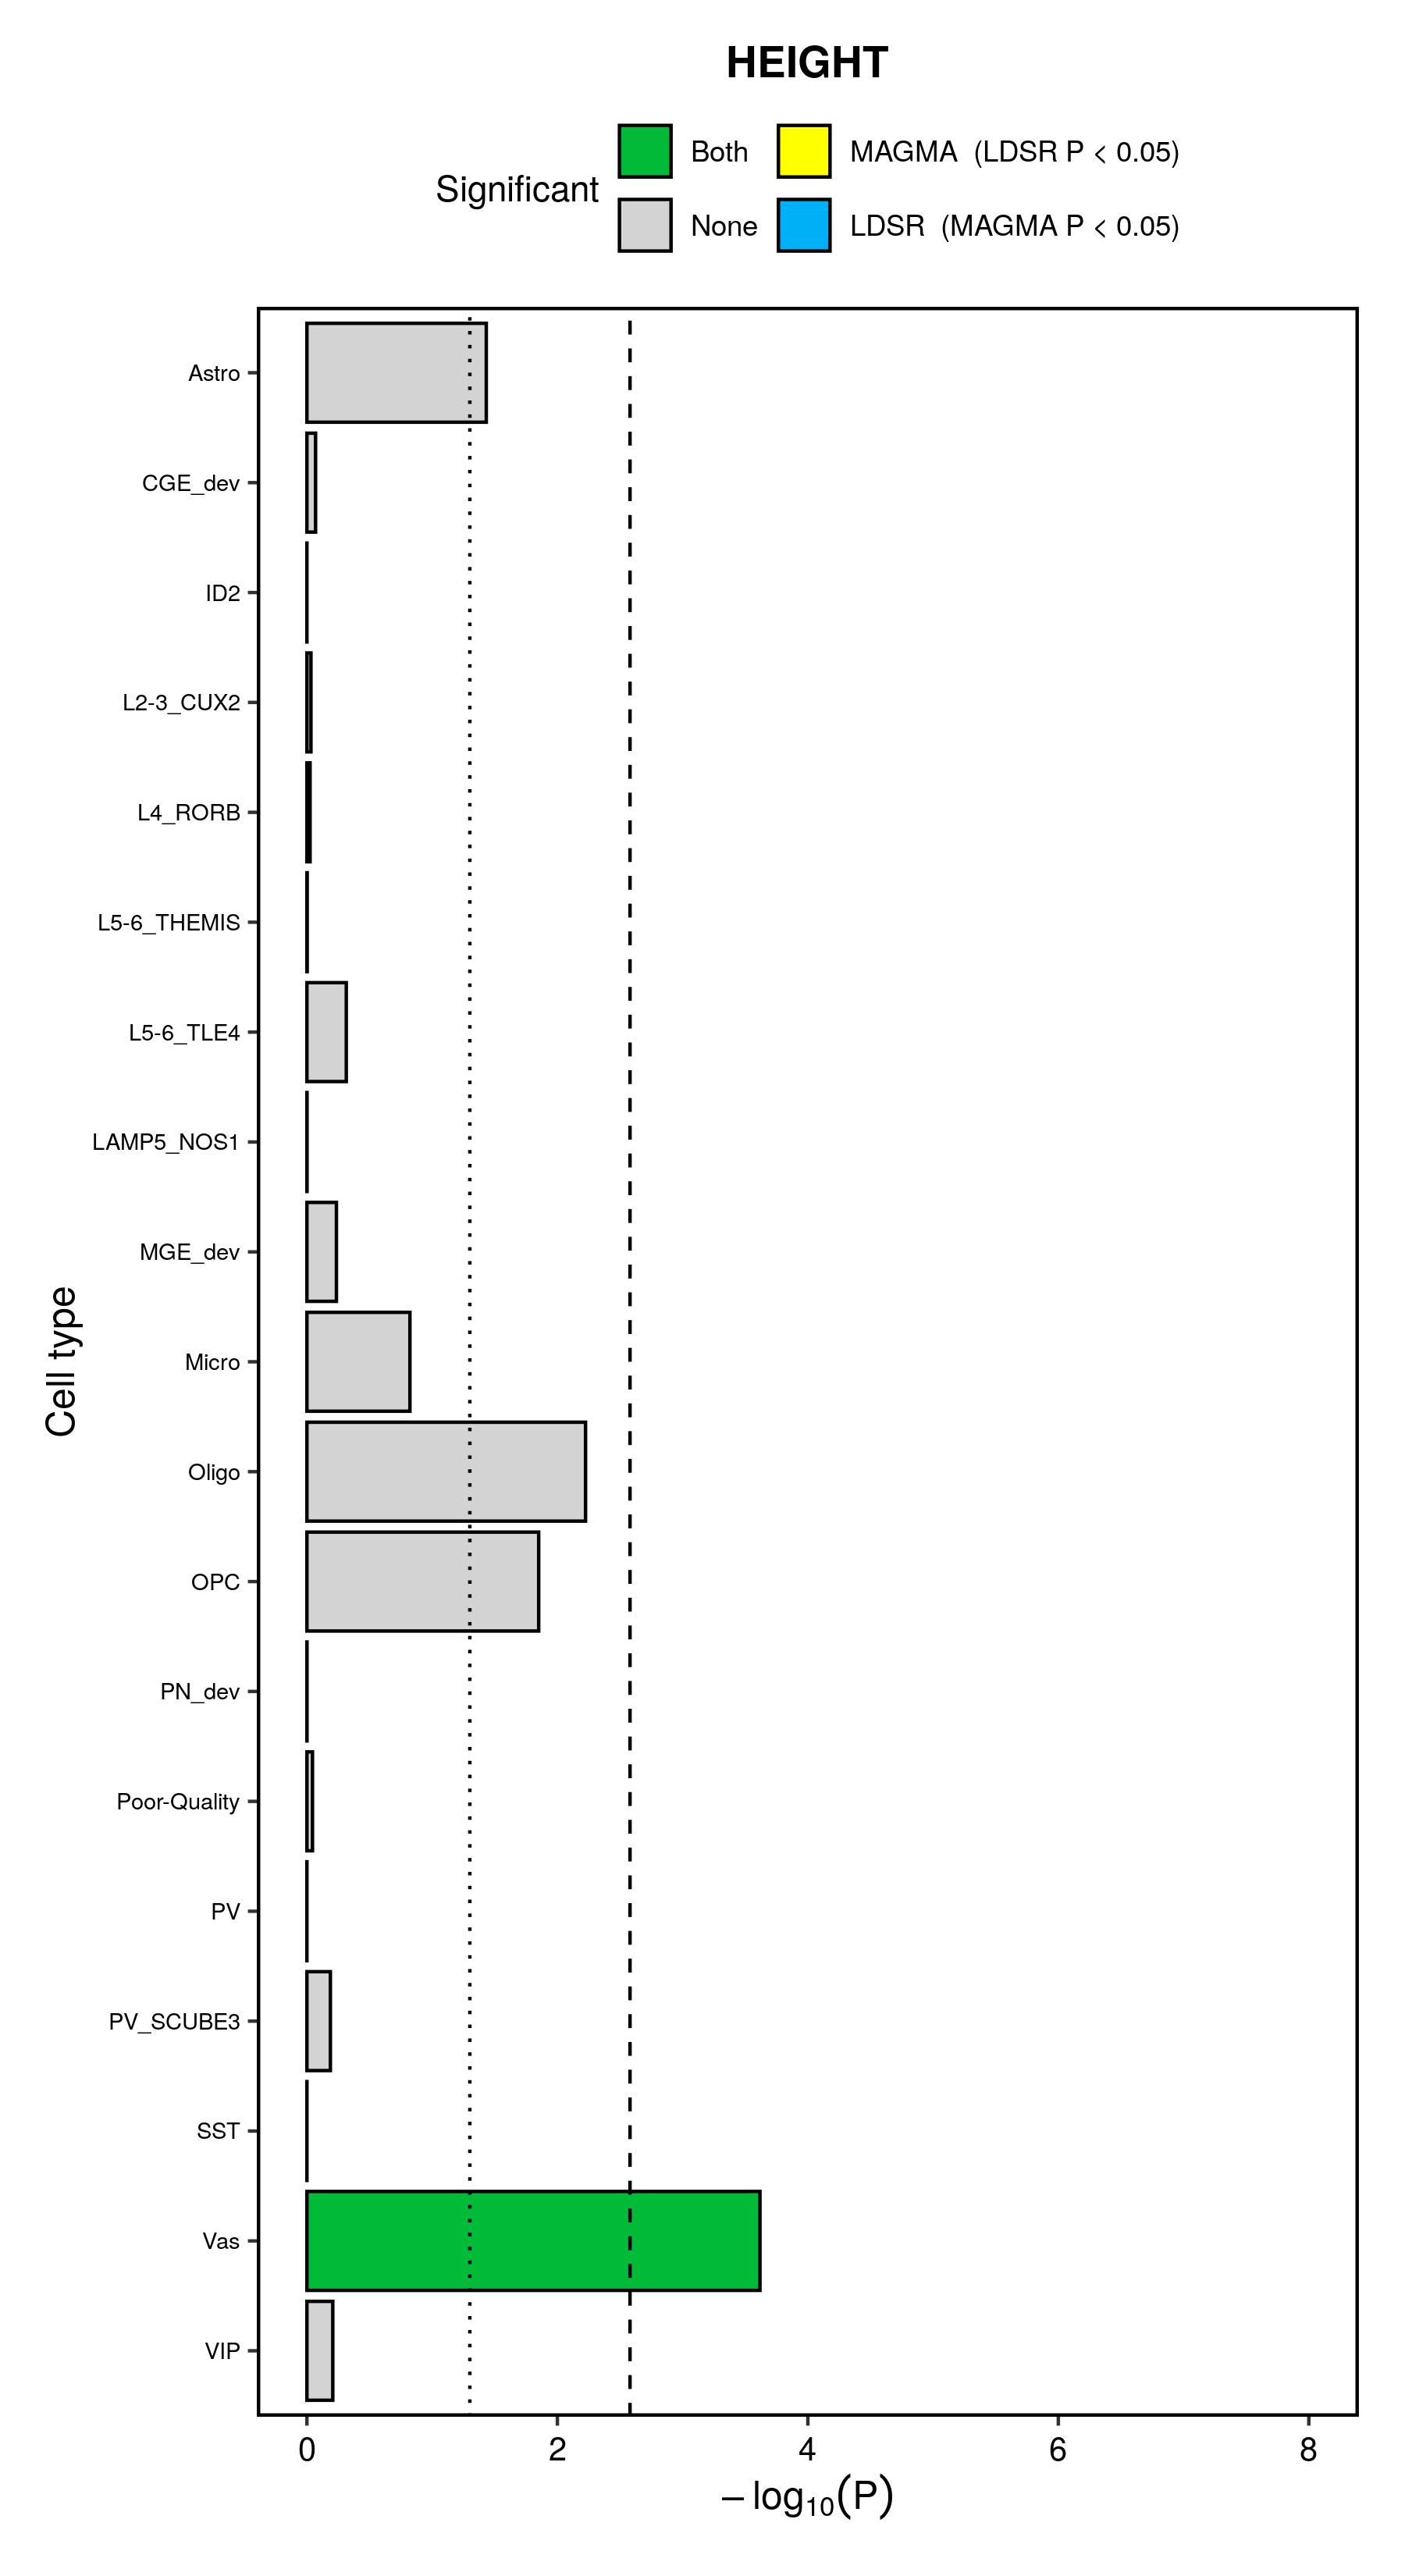 HEIGHT
Significant
Both
MAGMA (LDSR P < 0.05)
None
LDSR (MAGMA P < 0.05)
Cell type
Astro
CGE_dev
ID2
L2-3_CUX2
L4_RORB
L5-6_THEMIS
L5-6_TLE4
LAMP5_NOS1
MGE_dev
Micro
Oligo
OPC
PN_dev
Poor-Quality
PV
PV_SCUBE3
SST
Vas
VIP
0 2 4 6 8
− log10(P)